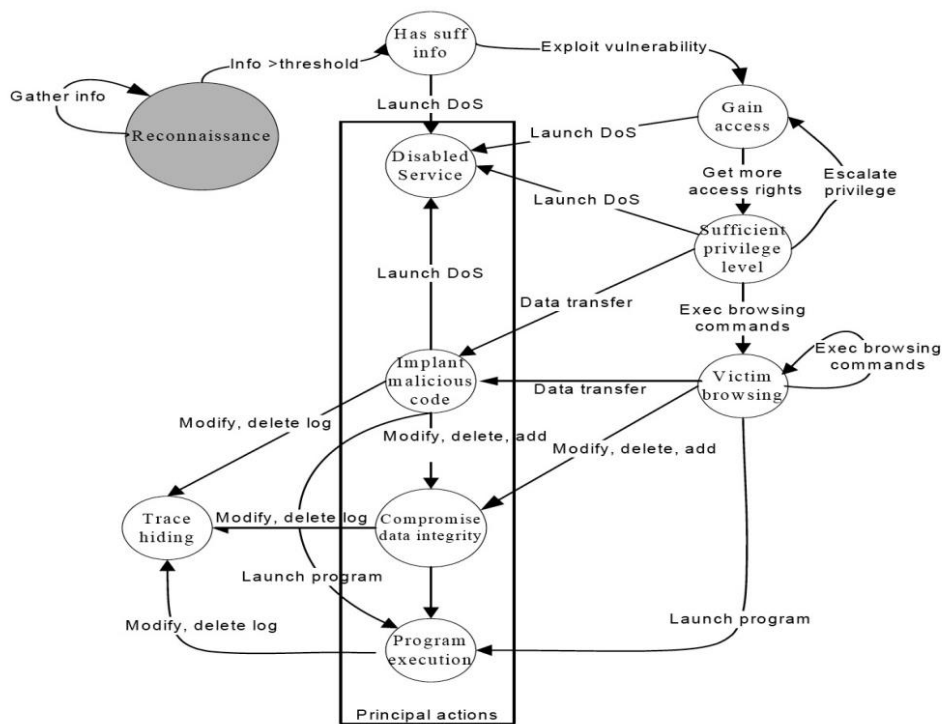 Has suff
info
Info >threshold
Exploit vulnerability
Gather info
Reconnaissance
Launch DoS
Gain
access
Launch DoS
Disabled
Service
Get more
access rights
Escalate
privilege
Launch DoS
Sufficient
privilege
level
Launch DoS
Data transfer
Exec browsing
commands
Exec browsing
commands
Implant
malicious
code
Victim
browsing
Data transfer
Modify, delete log
Modify, delete, add
Modify, delete, add
Trace
hiding
Modify, delete log
Compromise
data integrity
Launch program
Launch program
Modify, delete log
Program
execution
Principal actions